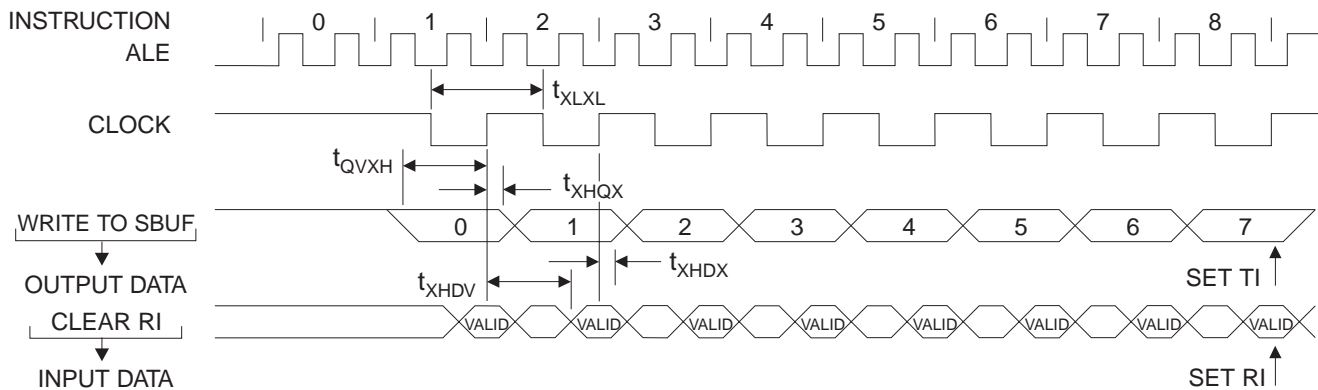 INSTRUCTION 0 1 2 3 4 5 6 7 8
ALE
tXLXL
CLOCK
tQVXH
tXHQX
WRITE TO SBUF 0 1 2 3 4 5 6 7
tXHDX
tXHDV
OUTPUT DATA
SET TI
CLEAR RI VALID VALID VALID VALID VALID VALID VALID VALID
INPUT DATA
SET RI